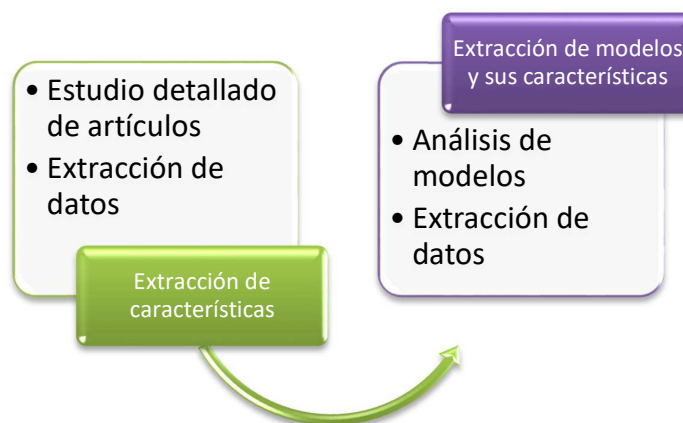 • Estudio detallado
de artículos
• Extracción de
datos
Extracción de
características
Extracción de modelos
y sus características
• Análisis de
modelos
• Extracción de
datos